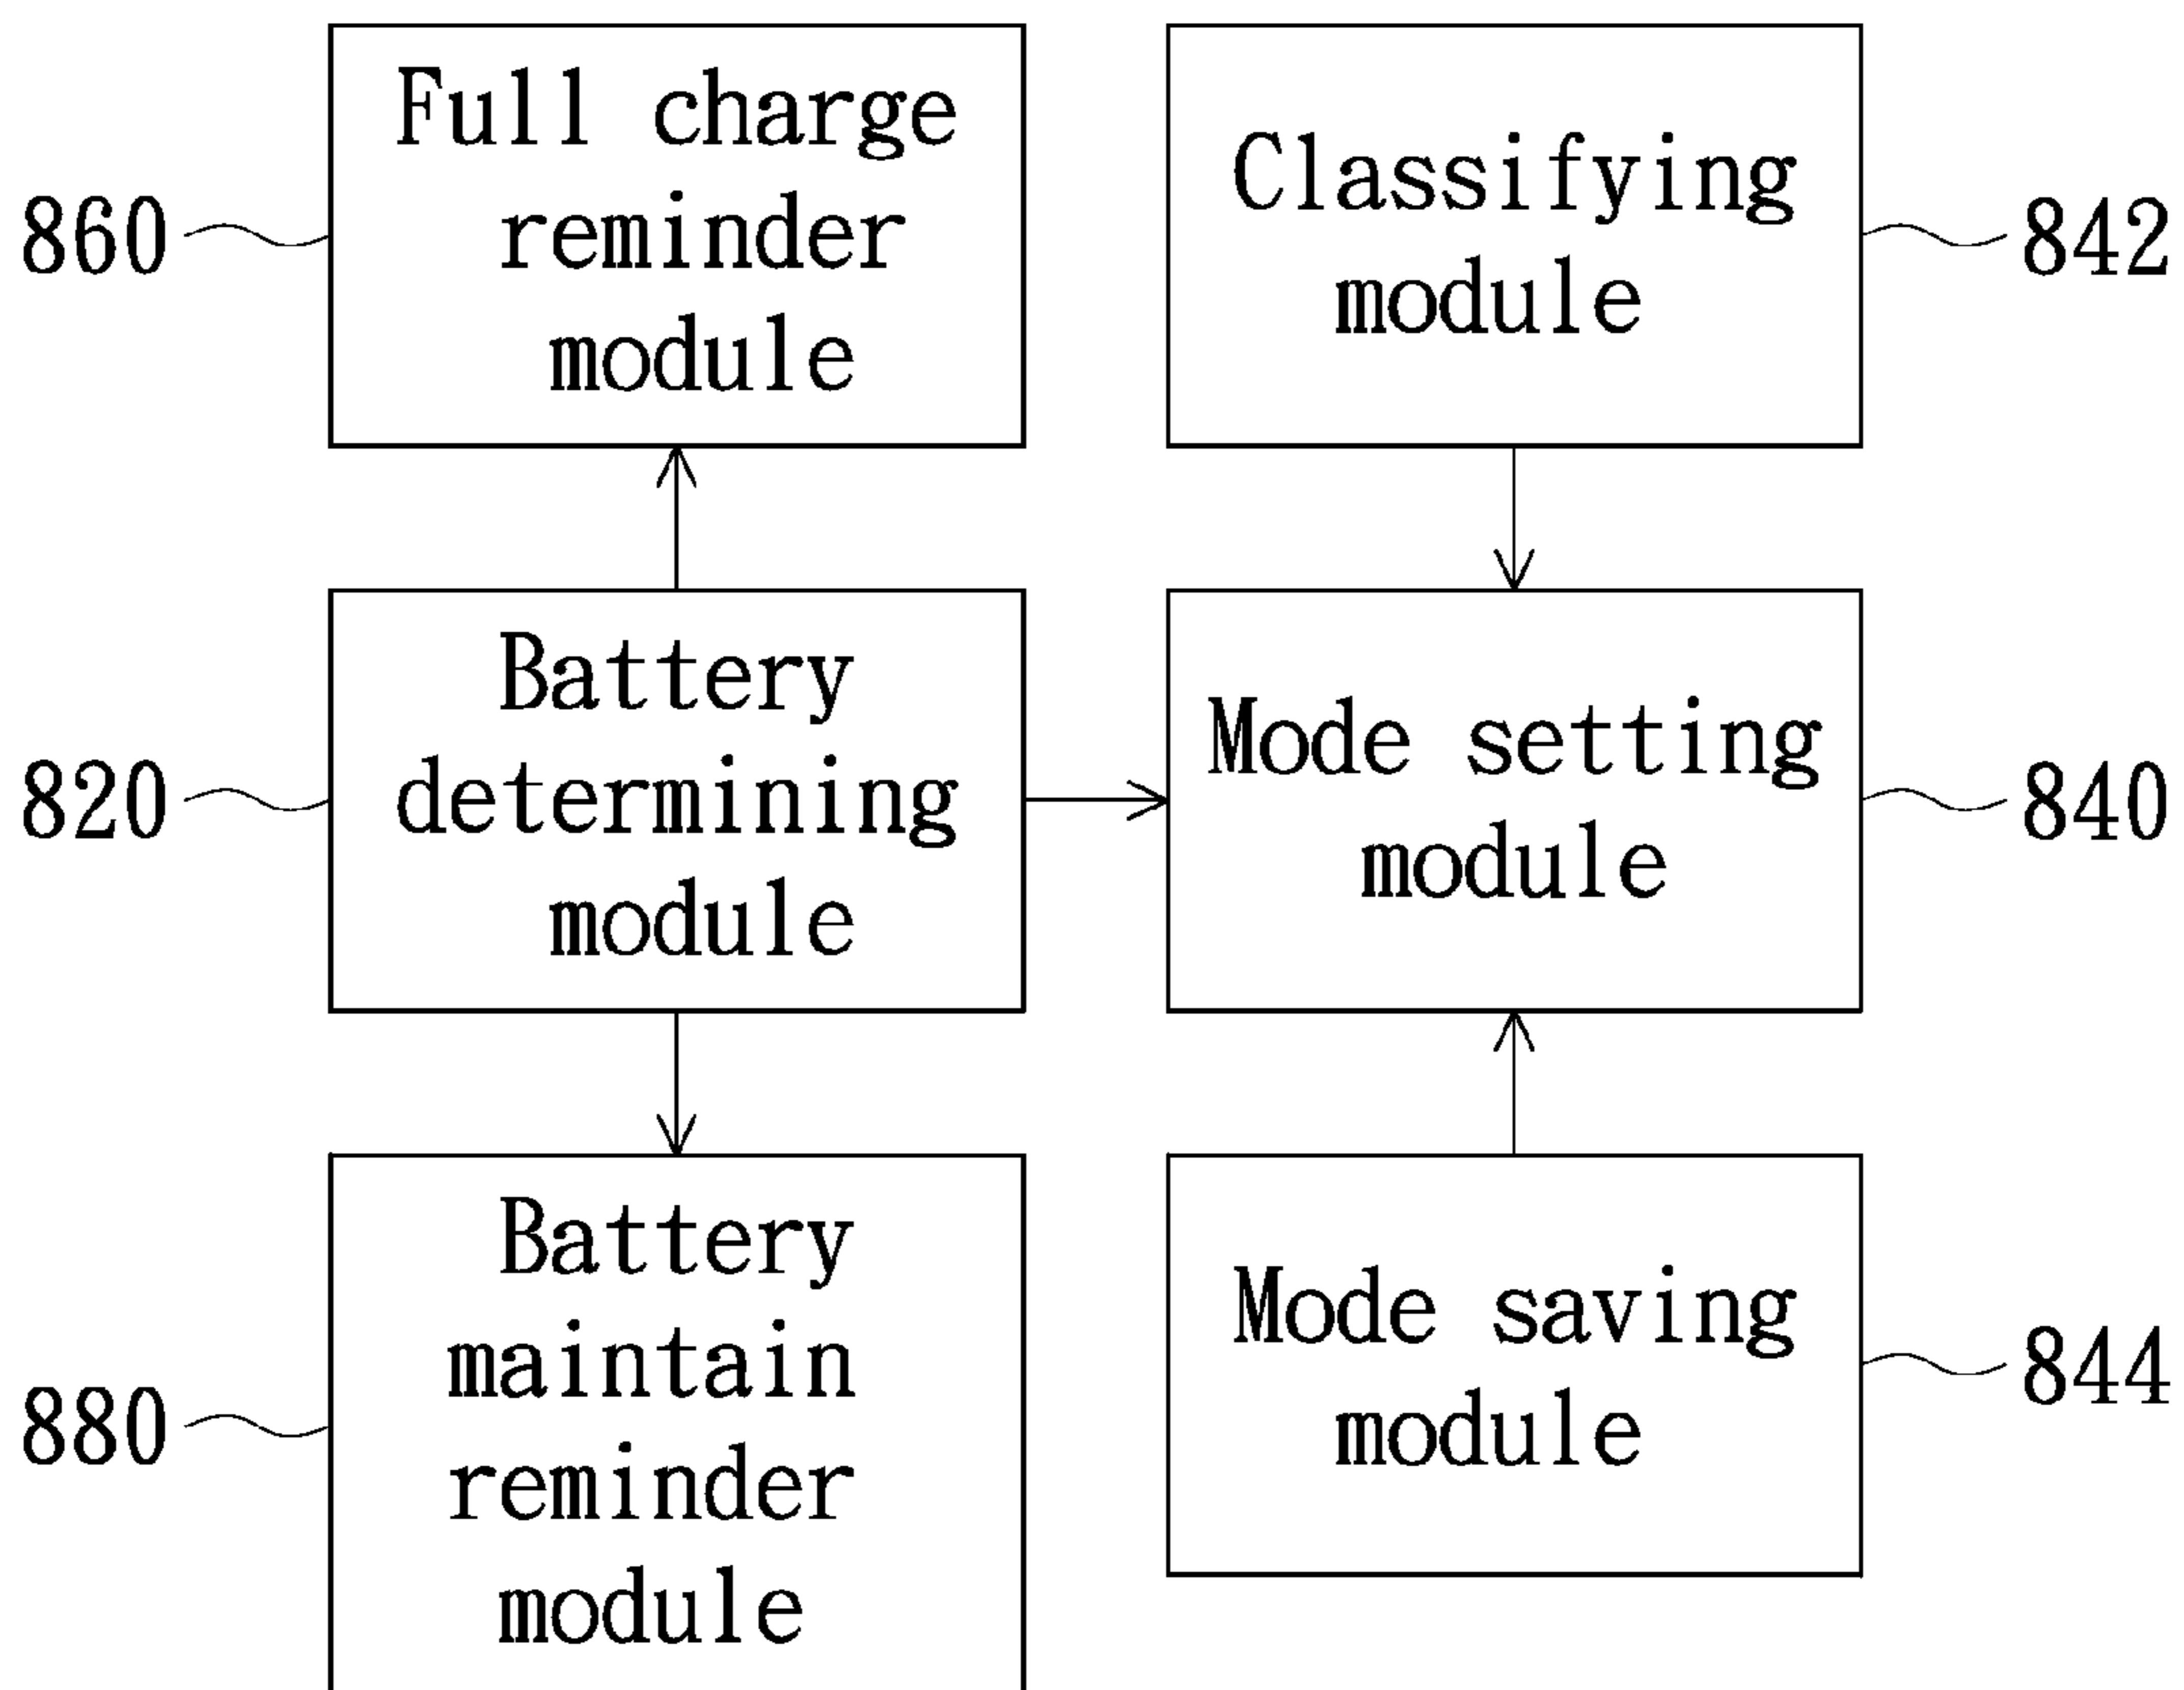 Full charge
reminder
module
860
Classifying
module
842
Battery
determining
module
820
Mode setting
module
840
Battery
maintain
reminder
module
880
Mode saving
module
844